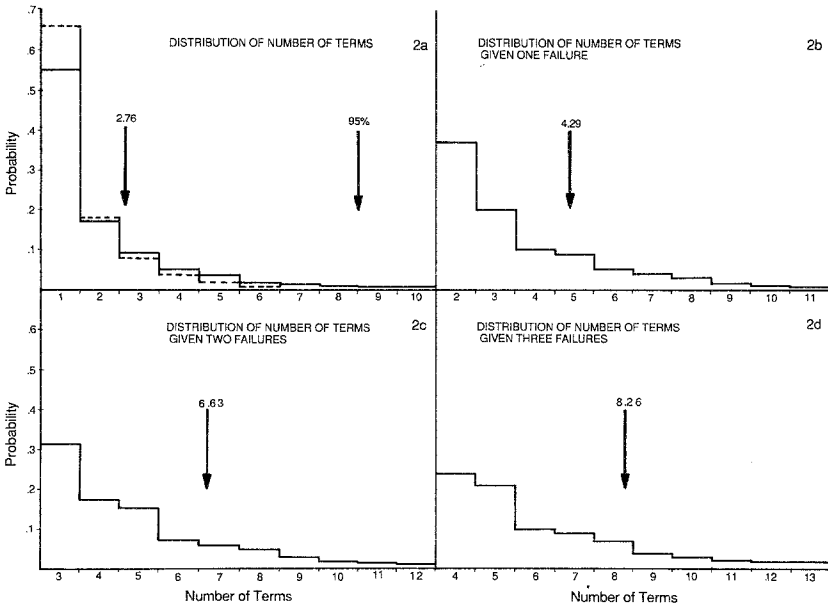 .7
.6
.5
.4
.3
.2
.1
Probability
DISTRIBUTION OF NUMBER OF TERMS 2a
2.76
95%
1 2 3 4 5 6 7 8 9 10
DISTRIBUTION OF NUMBER OF TERMS 2b
GIVEN ONE FAILURE
4.29
2 3 4 5 6 7 8 9 10 11
.6
.5
.4
.3
.2
.1
Probability
DISTRIBUTION OF NUMBER OF TERMS 2c
GIVEN TWO FAILURES
6.63
3 4 5 6 7 8 9 10 11 12
Number of Terms
DISTRIBUTION OF NUMBER OF TERMS 2d
GIVEN THREE FAILURES
8.26
4 5 6 7 8 9 10 11 12 13
Number of Terms